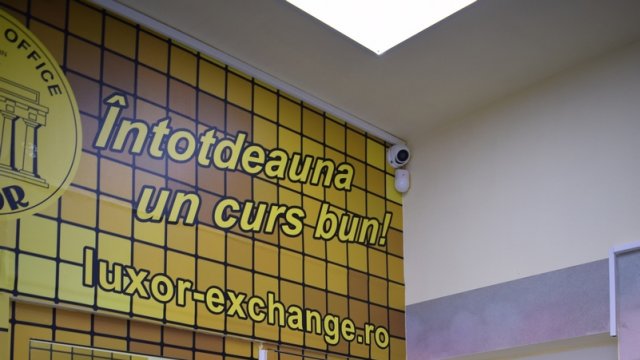 OFFICE
Întotdeauna
un curs bun!
luxor-exchange.ro